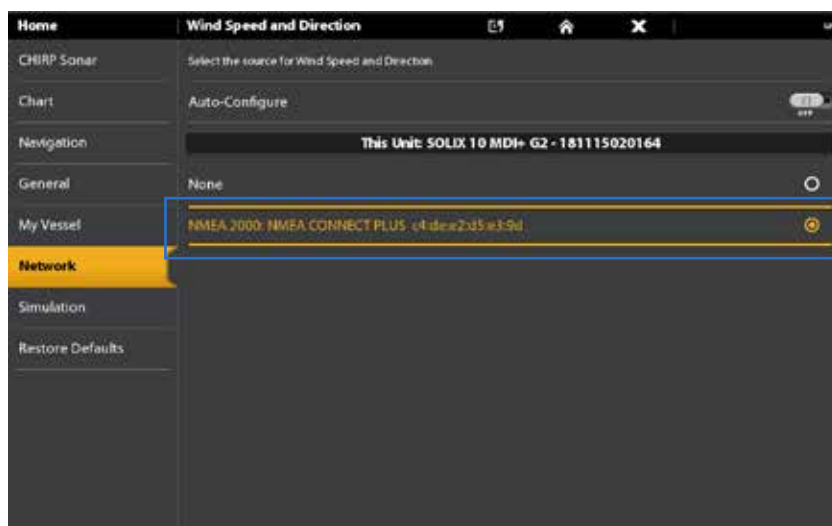 Home
Wind Speed and Direction
CHIRP Sonar
Select the source for Wind Speed and Direction
Chart
Auto-Configure
OFF
Navigation
This Unit: SOLIX 10 MDI+ G2 - 181115020164
General
None
My Vessel
NMEA 2000: NMEA CONNECT PLUS c4:de:e2:d5:e3:9d
Network
Simulation
Restore Defaults